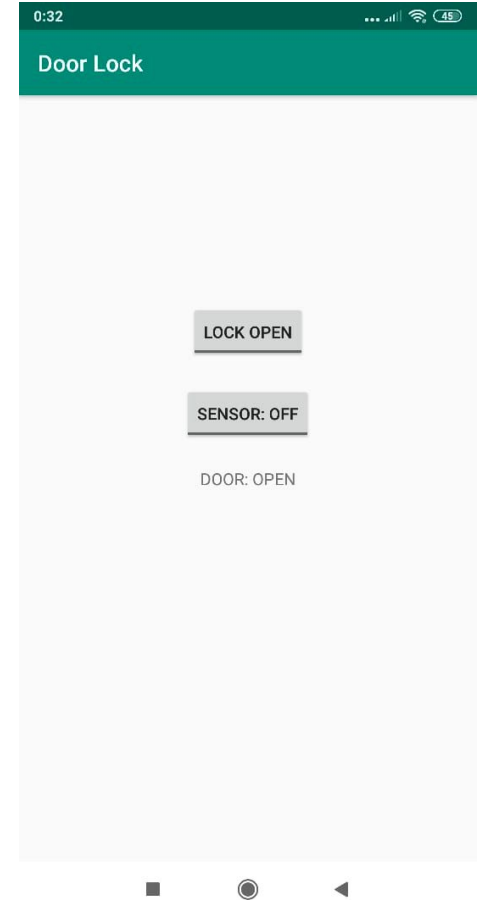 0:32
45
Door Lock
LOCK OPEN
SENSOR: OFF
DOOR: OPEN